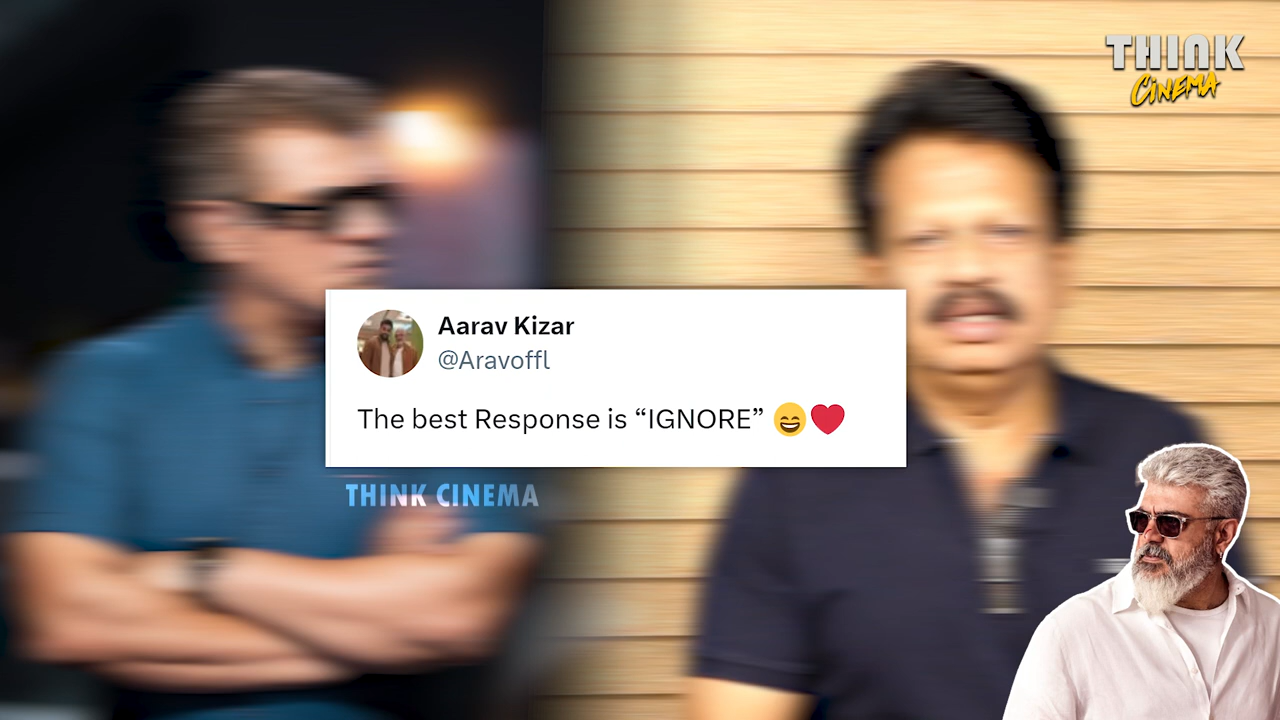 THINK
CINEMA
Aarav Kizar
@Aravoffl
The best Response is “IGNORE” 😄❤️
THINK CINEMA